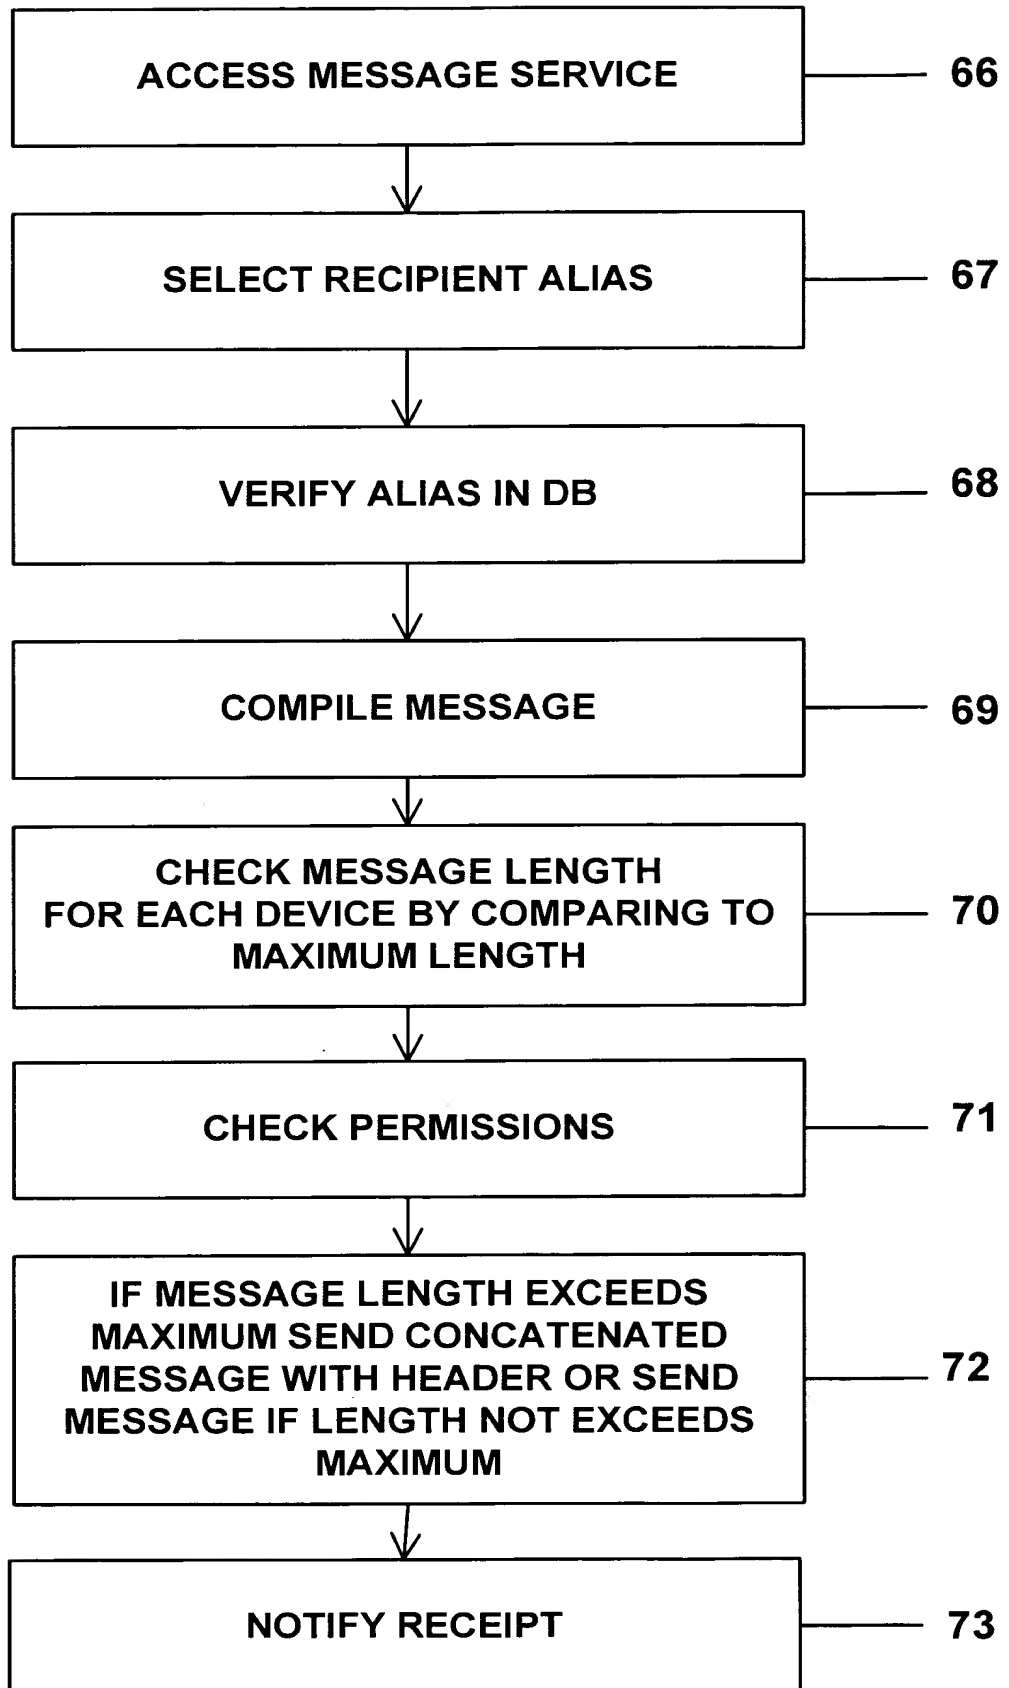 ACCESS MESSAGE SERVICE
66
SELECT RECIPIENT ALIAS
67
VERIFY ALIAS IN DB
68
COMPILE MESSAGE
69
CHECK MESSAGE LENGTH
FOR EACH DEVICE BY COMPARING TO
MAXIMUM LENGTH
70
CHECK PERMISSIONS
71
IF MESSAGE LENGTH EXCEEDS
MAXIMUM SEND CONCATENATED
MESSAGE WITH HEADER OR SEND
MESSAGE IF LENGTH NOT EXCEEDS
MAXIMUM
72
NOTIFY RECEIPT
73